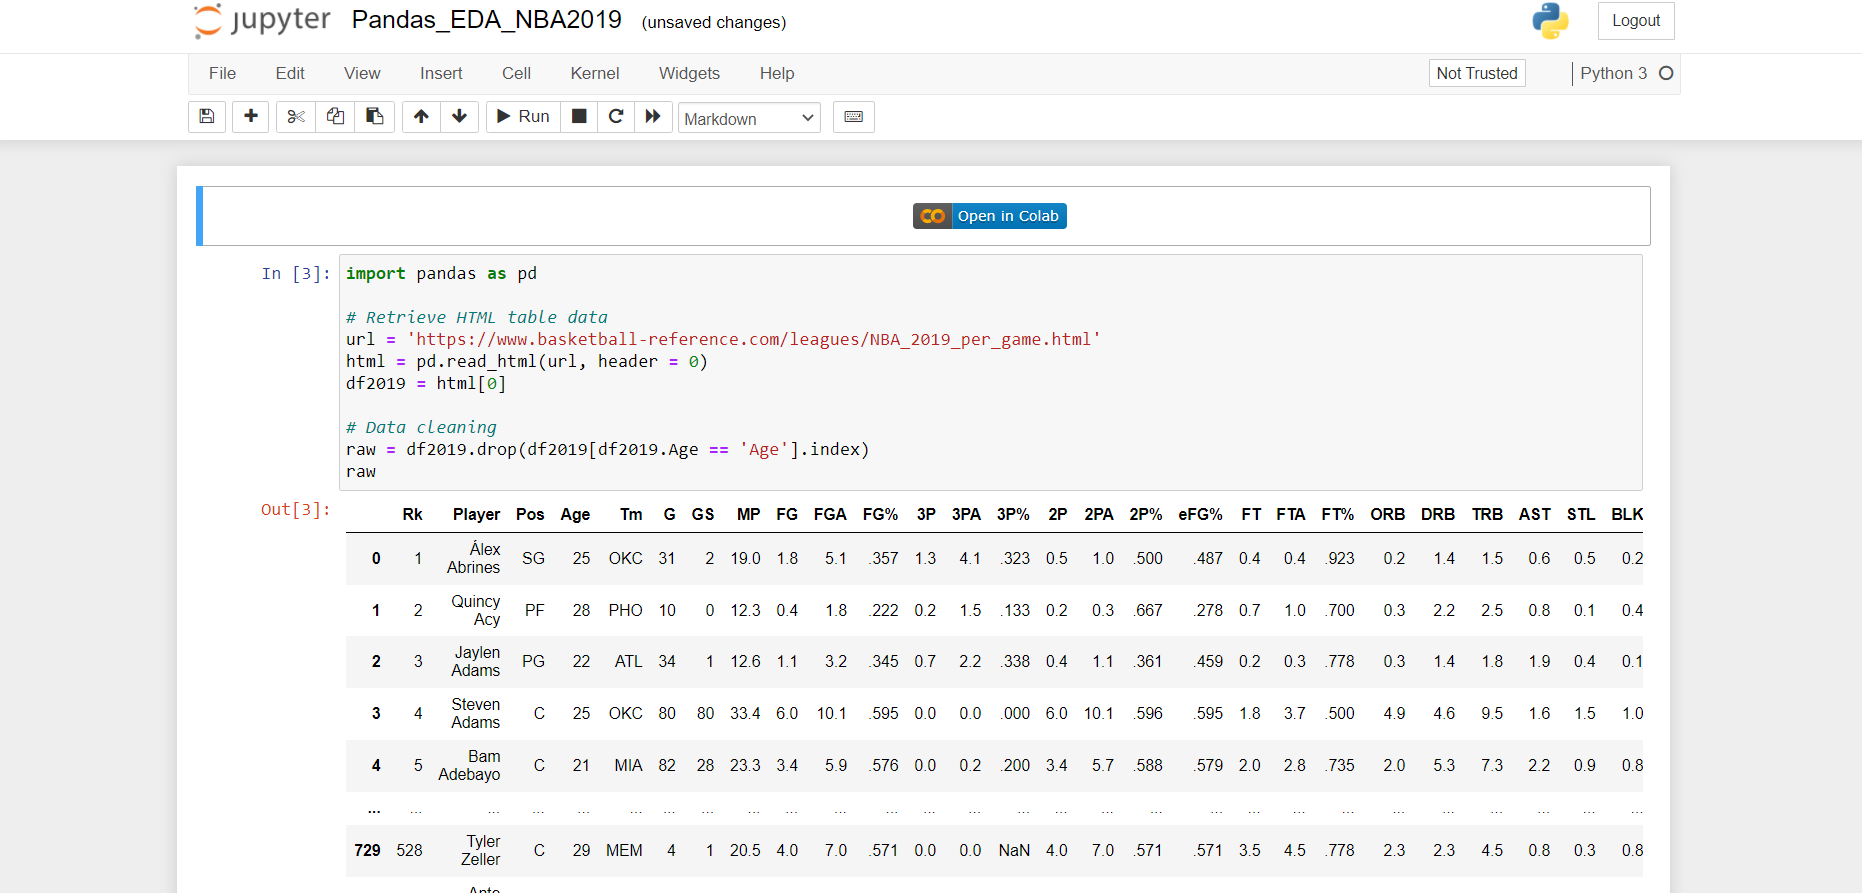 jupyter Pandas_EDA_NBA2019 (unsaved changes) Logout
File Edit View Insert Cell Kernel Widgets Help Not Trusted Python 3
Run Markdown
CO Open in Colab
In [3]: import pandas as pd
# Retrieve HTML table data
url = 'https://www.basketball-reference.com/leagues/NBA_2019_per_game.html'
html = pd.read_html(url, header = 0)
df2019 = html[0]
# Data cleaning
raw = df2019.drop(df2019[df2019.Age == 'Age'].index)
raw
Out[3]:
Rk Player Pos Age Tm G GS MP FG FGA FG% 3P 3PA 3P% 2P 2PA 2P% eFG% FT FTA FT% ORB DRB TRB AST STL BLK
0 1 Álex Abrines SG 25 OKC 31 2 19.0 1.8 5.1 .357 1.3 4.1 .323 0.5 1.0 .500 .487 0.4 0.4 .923 0.2 1.4 1.5 0.6 0.5 0.2
1 2 Quincy Acy PF 28 PHO 10 0 12.3 0.4 1.8 .222 0.2 1.5 .133 0.2 0.3 .667 .278 0.7 1.0 .700 0.3 2.2 2.5 0.8 0.1 0.4
2 3 Jaylen Adams PG 22 ATL 34 1 12.6 1.1 3.2 .345 0.7 2.2 .338 0.4 1.1 .361 .459 0.2 0.3 .778 0.3 1.4 1.8 1.9 0.4 0.1
3 4 Steven Adams C 25 OKC 80 80 33.4 6.0 10.1 .595 0.0 0.0 .000 6.0 10.1 .596 .595 1.8 3.7 .500 4.9 4.6 9.5 1.6 1.5 1.0
4 5 Bam Adebayo C 21 MIA 82 28 23.3 3.4 5.9 .576 0.0 0.2 .200 3.4 5.7 .588 .579 2.0 2.8 .735 2.0 5.3 7.3 2.2 0.9 0.8
... ... ... ... ... ... ... ... ... ... ... ... ... ... ... ... ... ... ... ... ... ... ... ... ... ... ... ...
729 528 Tyler Zeller C 29 MEM 4 1 20.5 4.0 7.0 .571 0.0 0.0 NaN 4.0 7.0 .571 .571 3.5 4.5 .778 2.3 2.3 4.5 0.8 0.3 0.8